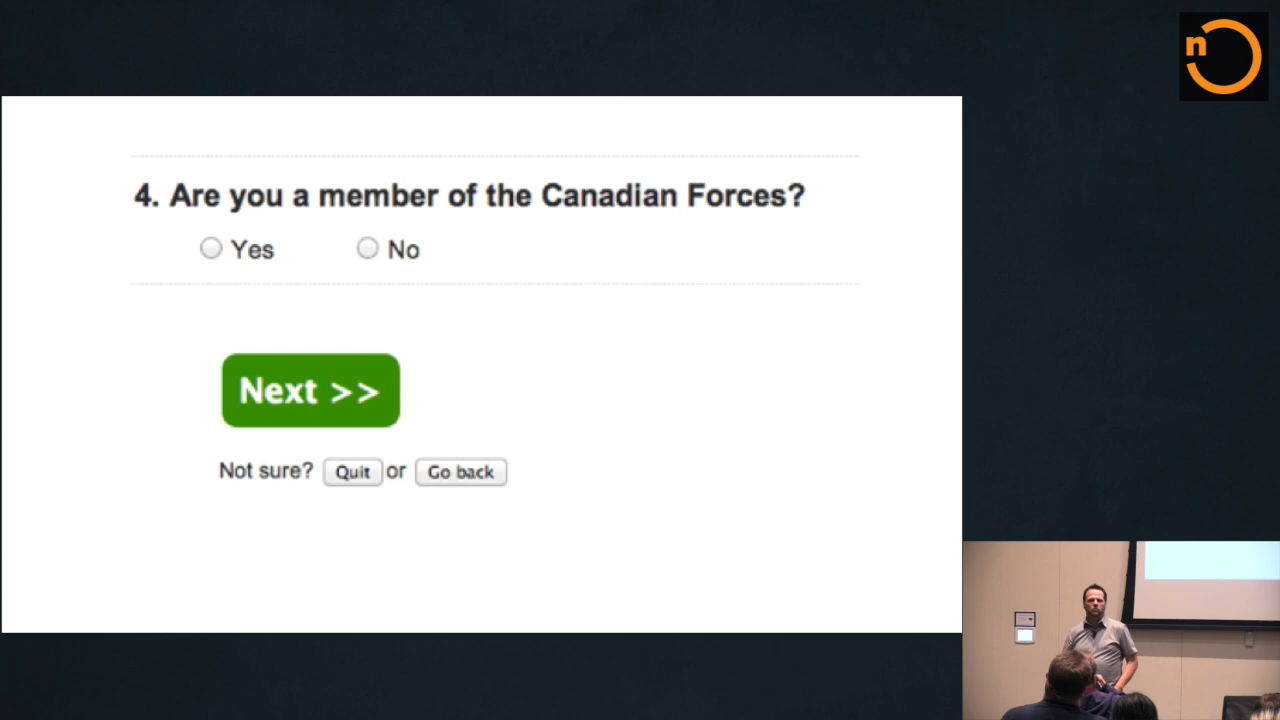 n
4. Are you a member of the Canadian Forces?
Yes No
Next >>
Not sure? Quit or Go back